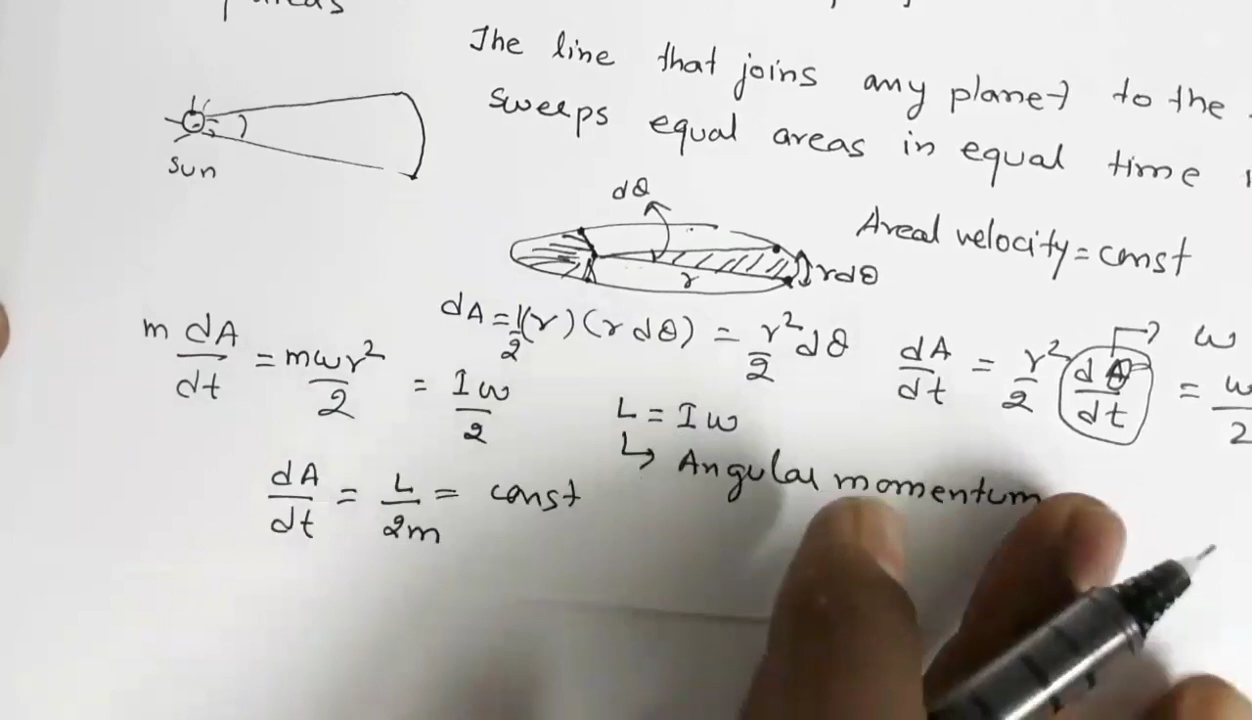 areas
The line that joins any planet to the
sweeps equal areas in equal time
Sun
dθ
Areal velocity = const
r
rdθ
dA = 1/2 (r) (r dθ) = r²/2 dθ
dA/dt = r²/2 dθ/dt = ω/2
ω
m dA/dt = mωr²/2 = Iω/2
L = Iω
↳ Angular momentum
dA/dt = L/2m = const